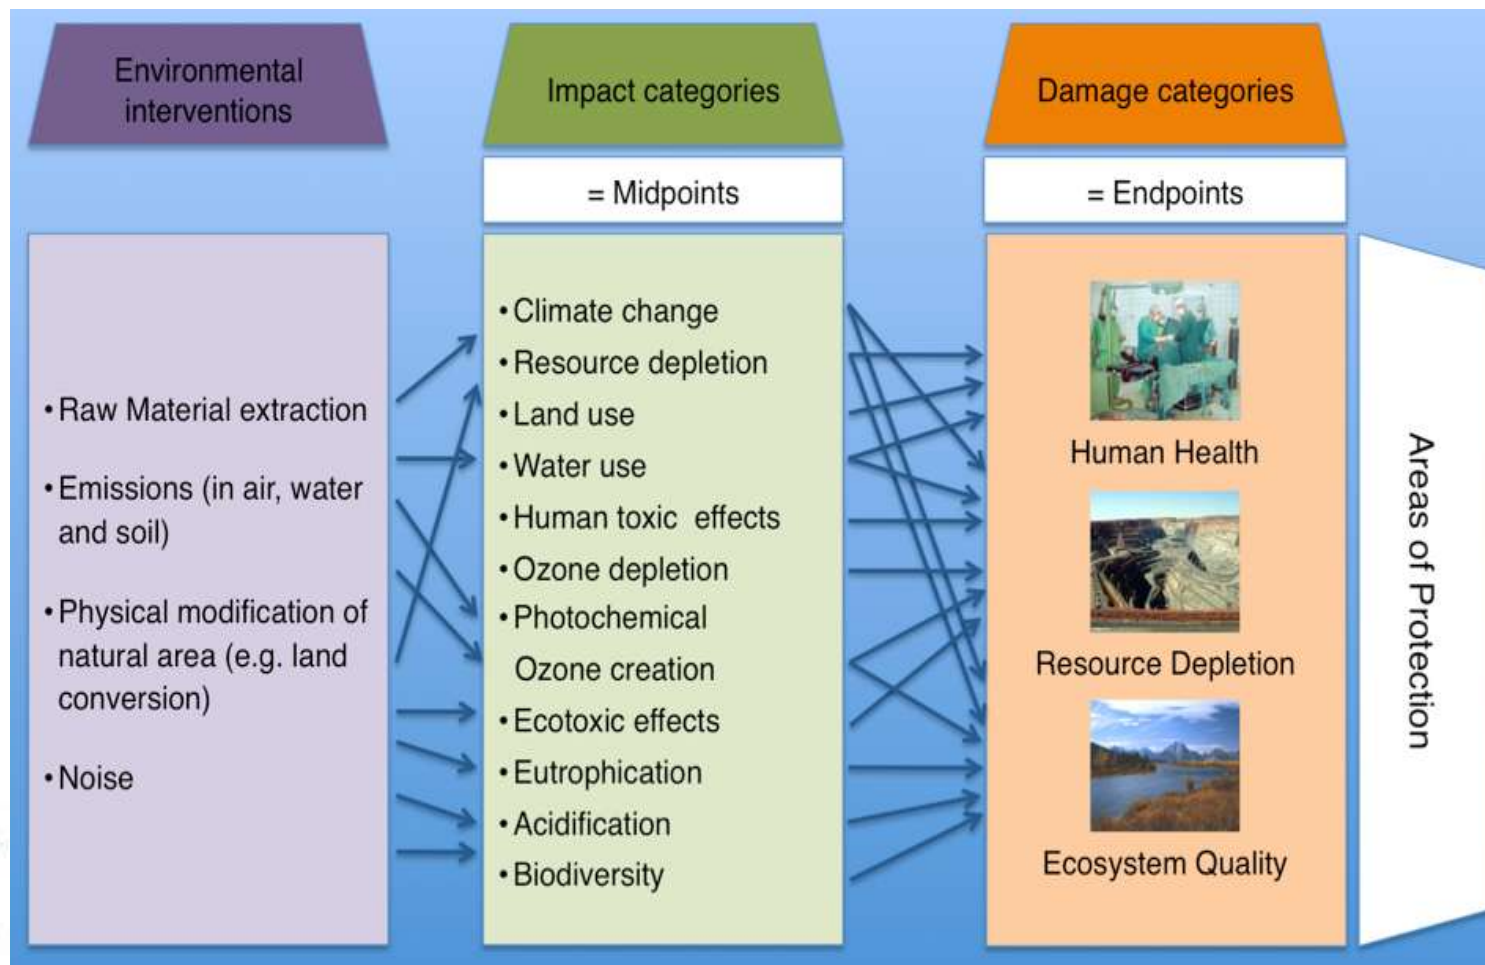 Environmental
interventions
Impact categories
Damage categories
= Midpoints
= Endpoints
• Raw Material extraction
• Emissions (in air, water
and soil)
• Physical modification of
natural area (e.g. land
conversion)
• Noise
• Climate change
• Resource depletion
• Land use
• Water use
• Human toxic effects
• Ozone depletion
• Photochemical
Ozone creation
• Ecotoxic effects
• Eutrophication
• Acidification
• Biodiversity
Human Health
Resource Depletion
Ecosystem Quality
Areas of Protection